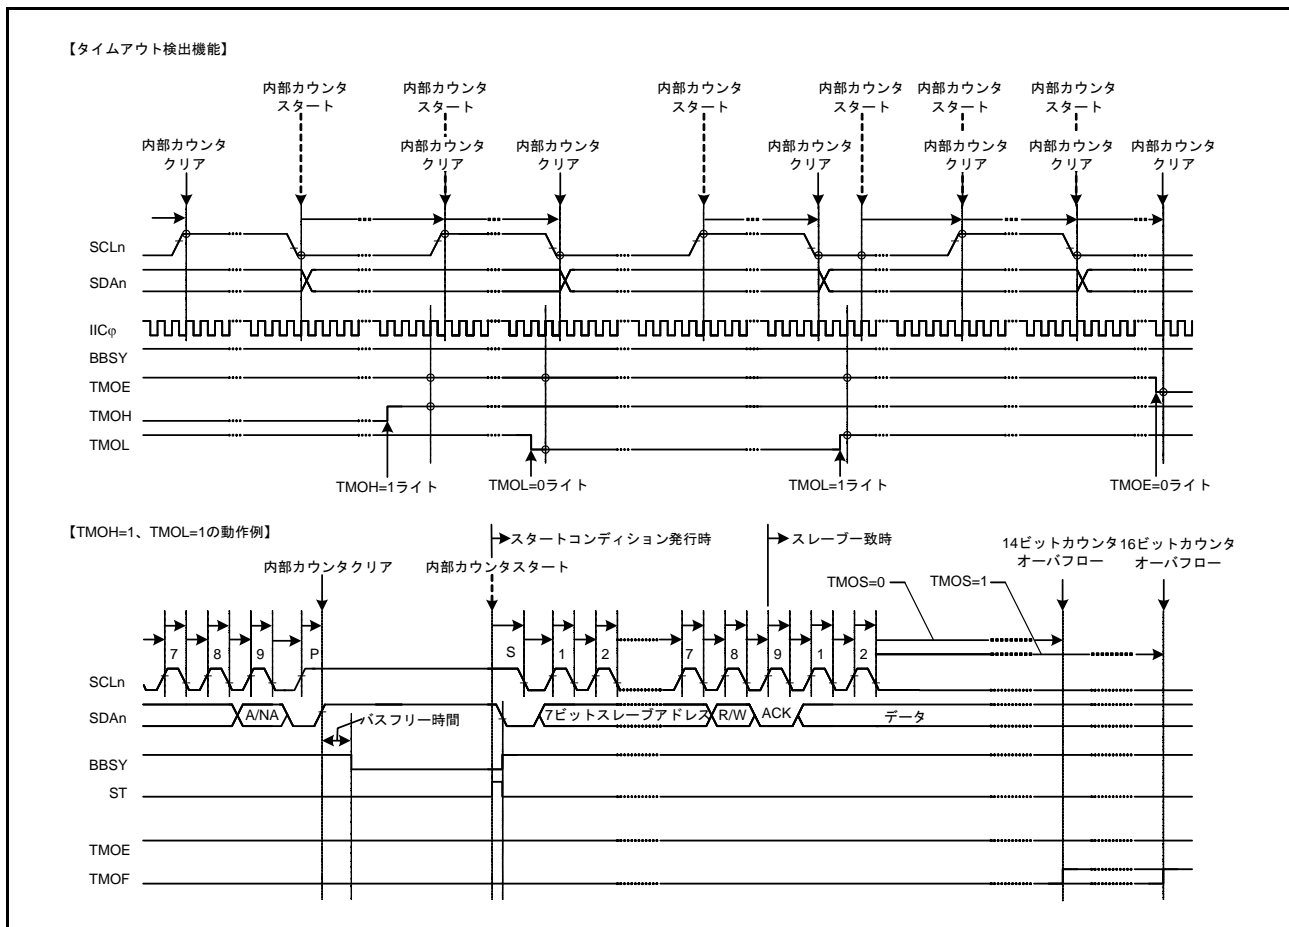 【タイムアウト検出機能】
内部カウンタ
スタート
内部カウンタ
スタート
内部カウンタ
スタート
内部カウンタ
スタート
内部カウンタ
スタート
内部カウンタ
スタート
内部カウンタ
クリア
内部カウンタ
クリア
内部カウンタ
クリア
内部カウンタ
クリア
内部カウンタ
クリア
内部カウンタ
クリア
内部カウンタ
クリア
SCLn
SDAn
IICφ
BBSY
TMOE
TMOH
TMOL
TMOH=1ライト
TMOL=0ライト
TMOL=1ライト
TMOE=0ライト
【TMOH=1、TMOL=1の動作例】
スタートコンディション発行時
スレーブ一致時
内部カウンタクリア
内部カウンタスタート
14ビットカウンタ
オーバフロー
16ビットカウンタ
オーバフロー
TMOS=0
TMOS=1
7 8 9 P S 1 2 7 8 9 1 2
SCLn
SDAn
A/NA
バスフリー時間
7ビットスレーブアドレス
R/W
ACK
データ
BBSY
ST
TMOE
TMOF